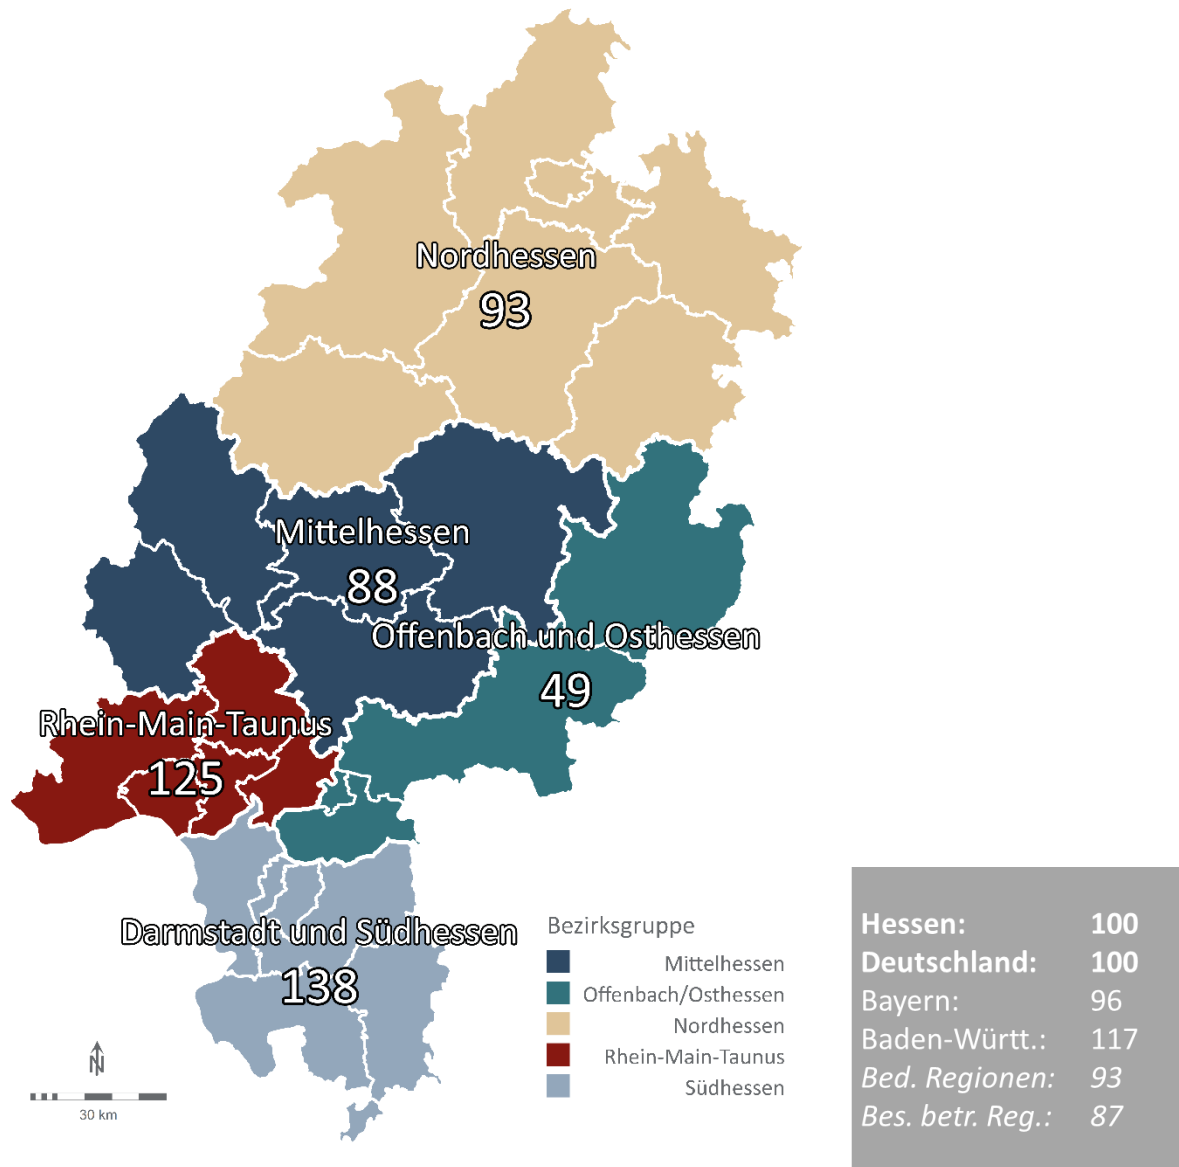 Nordhessen
93
Mittelhessen
88
Offenbach und Osthessen
49
Rhein-Main-Taunus
125
Darmstadt und Südhessen
138
Bezirksgruppe
Mittelhessen
Offenbach/Osthessen
Nordhessen
Rhein-Main-Taunus
Südhessen
N
30 km
Hessen: 100
Deutschland: 100
Bayern: 96
Baden-Württ.: 117
Bed. Regionen: 93
Bes. betr. Reg.: 87